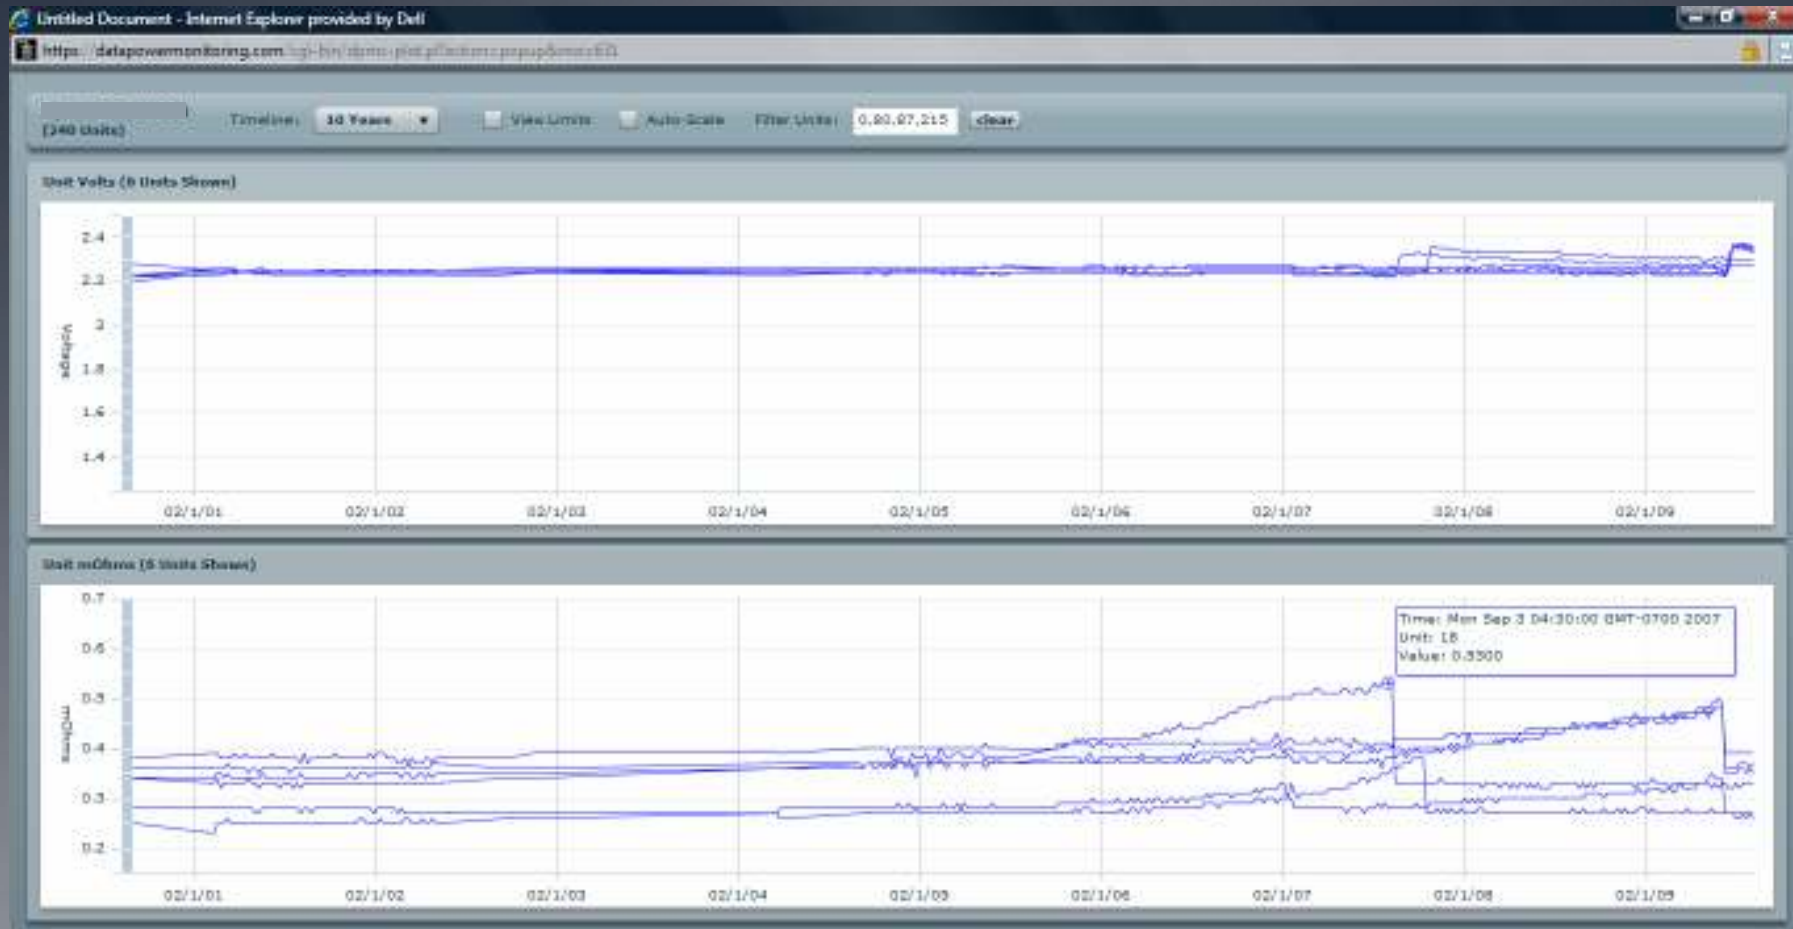 Untitled Document - Internet Explorer provided by Dell
https: datapowermonitoring.com
(240 Units)
Timeline: 10 Years View Limits Auto-Scale Filter Units: 0,80,87,215 clear
Unit Volts (6 Units Shown)
2.4
2.2
2
1.8
1.6
1.4
Voltage
02/1/01 02/1/02 02/1/03 02/1/04 02/1/05 02/1/06 02/1/07 02/1/08 02/1/09
Unit mOhms (6 Units Shown)
0.7
0.6
0.5
0.4
0.3
0.2
mOhms
Time: Mon Sep 3 04:30:00 GMT-0700 2007
Unit: 18
Value: 0.5300
02/1/01 02/1/02 02/1/03 02/1/04 02/1/05 02/1/06 02/1/07 02/1/08 02/1/09